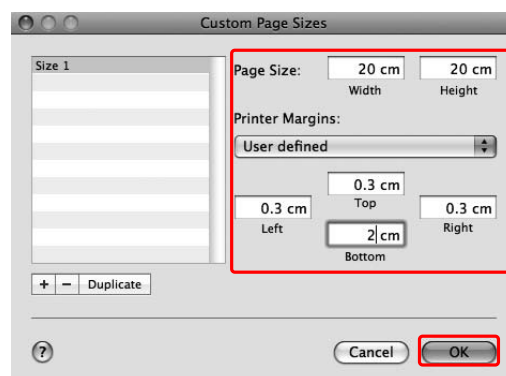 Custom Page Sizes
Size 1
Page Size: 20 cm 20 cm
Width Height
Printer Margins:
User defined
0.3 cm
Top
0.3 cm 0.3 cm
Left Right
2 cm
Bottom
+ − Duplicate
? Cancel OK